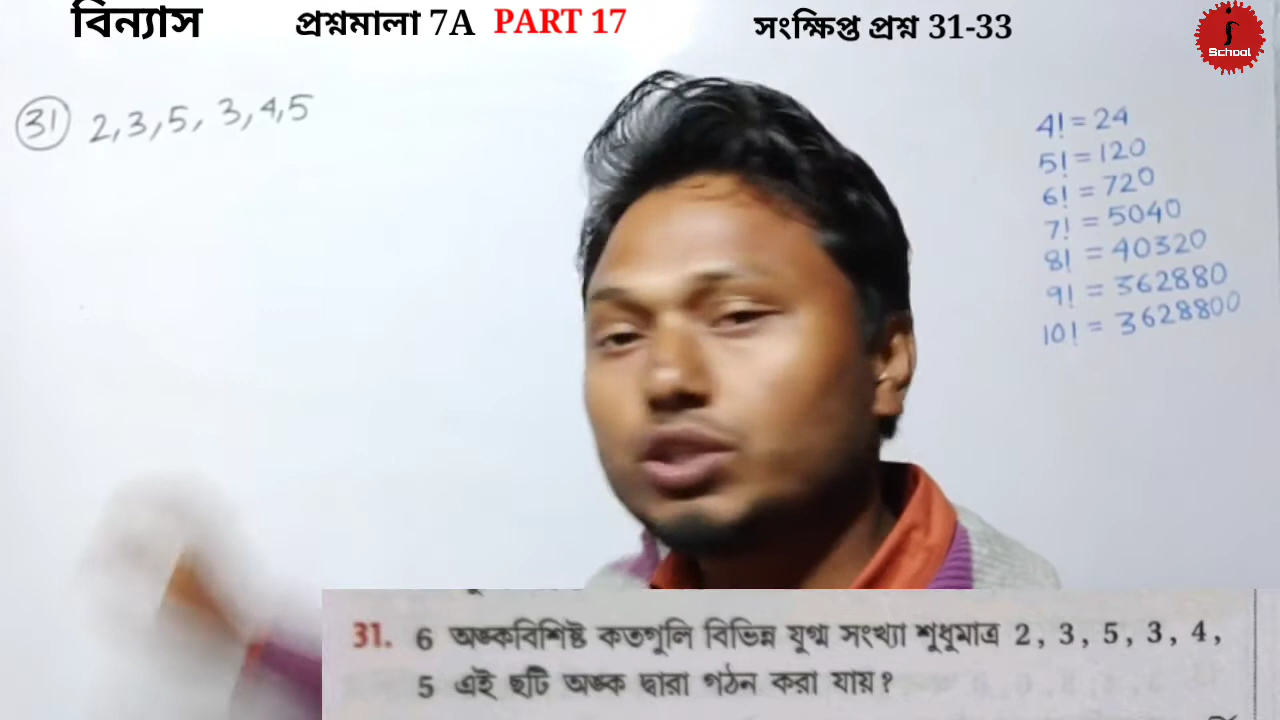 বিন্যাস প্রশ্নমালা 7A PART 17 সংক্ষিপ্ত প্রশ্ন 31-33
School
31 2,3,5, 3,4,5
4! = 24
5! = 120
6! = 720
7! = 5040
8! = 40320
9! = 362880
10! = 3628800
31. 6 অঙ্কবিশিষ্ট কতগুলি বিভিন্ন যুগ্ম সংখ্যা শুধুমাত্র 2, 3, 5, 3, 4,
5 এই ছটি অঙ্ক দ্বারা গঠন করা যায়?